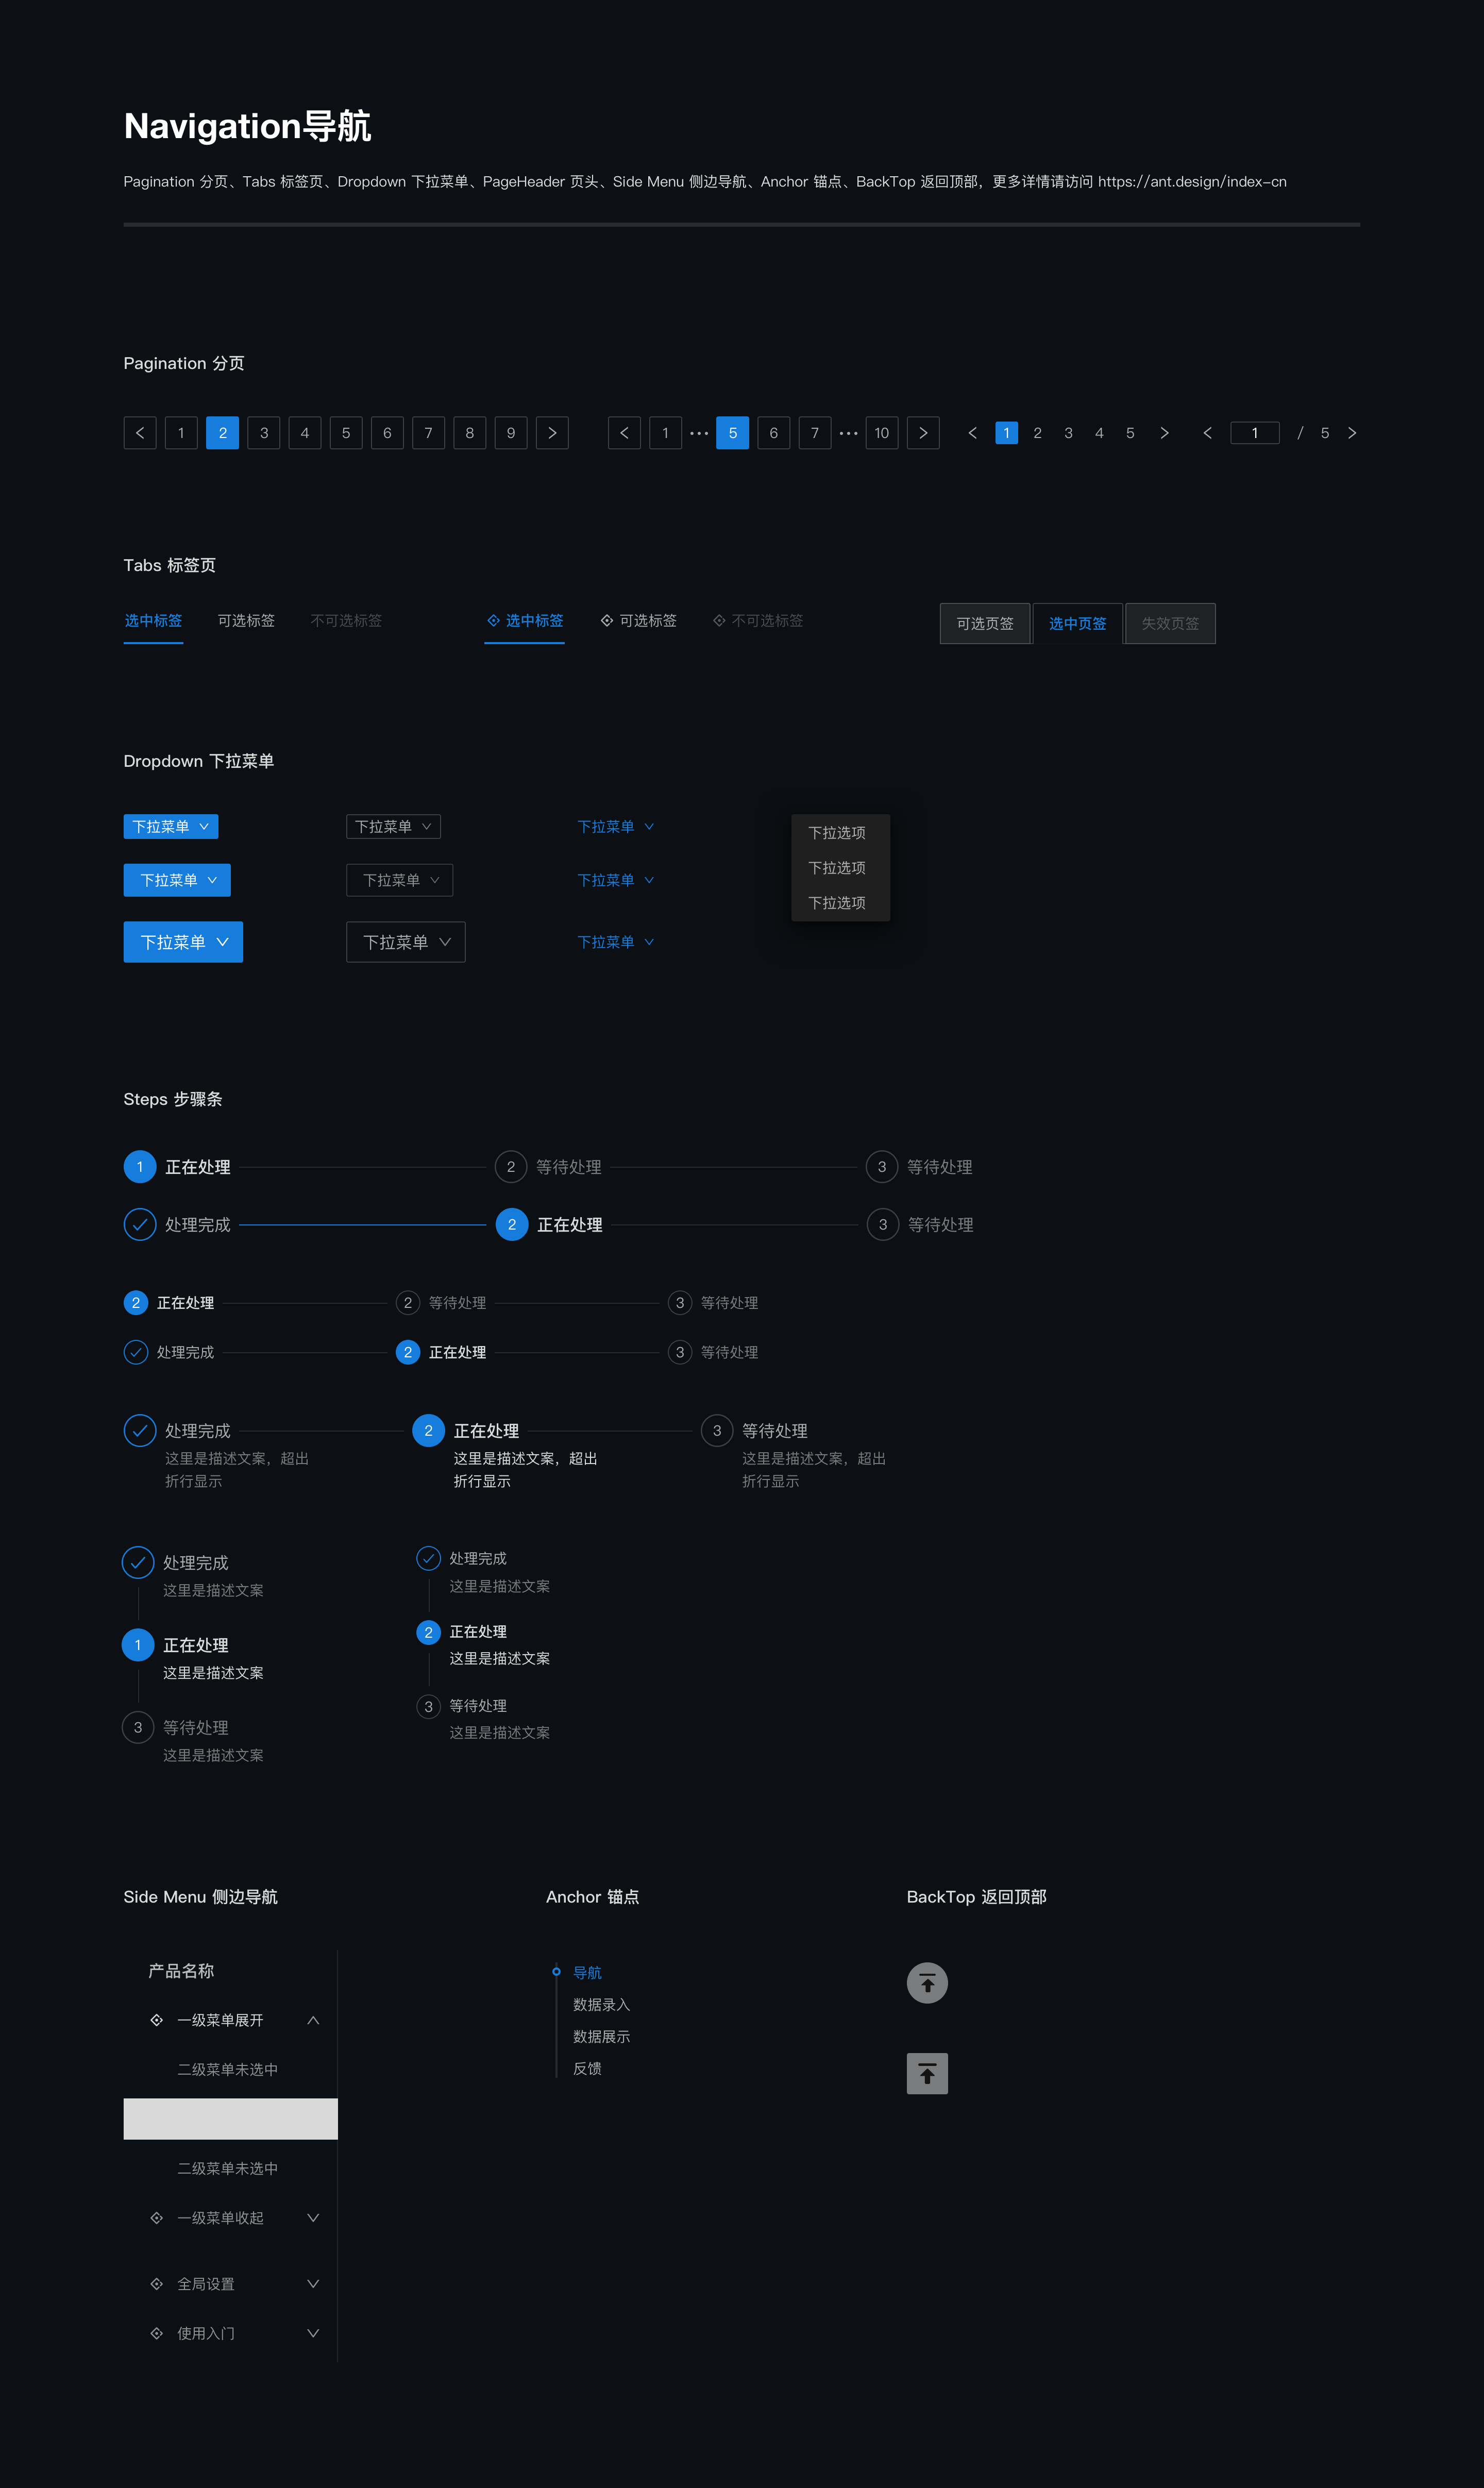 Navigation导航
Pagination 分页、Tabs 标签页、Dropdown 下拉菜单、PageHeader 页头、Side Menu 侧边导航、Anchor 锚点、BackTop 返回顶部，更多详情请访问 https://ant.design/index-cn
Pagination 分页
1 2 3 4 5 6 7 8 9 1 ••• 5 6 7 ••• 10 1 2 3 4 5 1 / 5
Tabs 标签页
选中标签 可选标签 不可选标签 选中标签 可选标签 不可选标签 可选页签 选中页签 失效页签
Dropdown 下拉菜单
下拉菜单 下拉菜单 下拉菜单 下拉选项
下拉选项
下拉菜单 下拉菜单 下拉菜单
下拉选项
下拉菜单 下拉菜单 下拉菜单
Steps 步骤条
1 正在处理 2 等待处理 3 等待处理
处理完成 2 正在处理 3 等待处理
2 正在处理 2 等待处理 3 等待处理
处理完成 2 正在处理 3 等待处理
处理完成 2 正在处理 3 等待处理
这里是描述文案，超出 这里是描述文案，超出 这里是描述文案，超出
折行显示 折行显示 折行显示
处理完成
这里是描述文案
1 正在处理
这里是描述文案
3 等待处理
这里是描述文案
处理完成
这里是描述文案
2 正在处理
这里是描述文案
3 等待处理
这里是描述文案
Side Menu 侧边导航
产品名称
一级菜单展开
二级菜单未选中
二级菜单未选中
一级菜单收起
全局设置
使用入门
Anchor 锚点
导航
数据录入
数据展示
反馈
BackTop 返回顶部